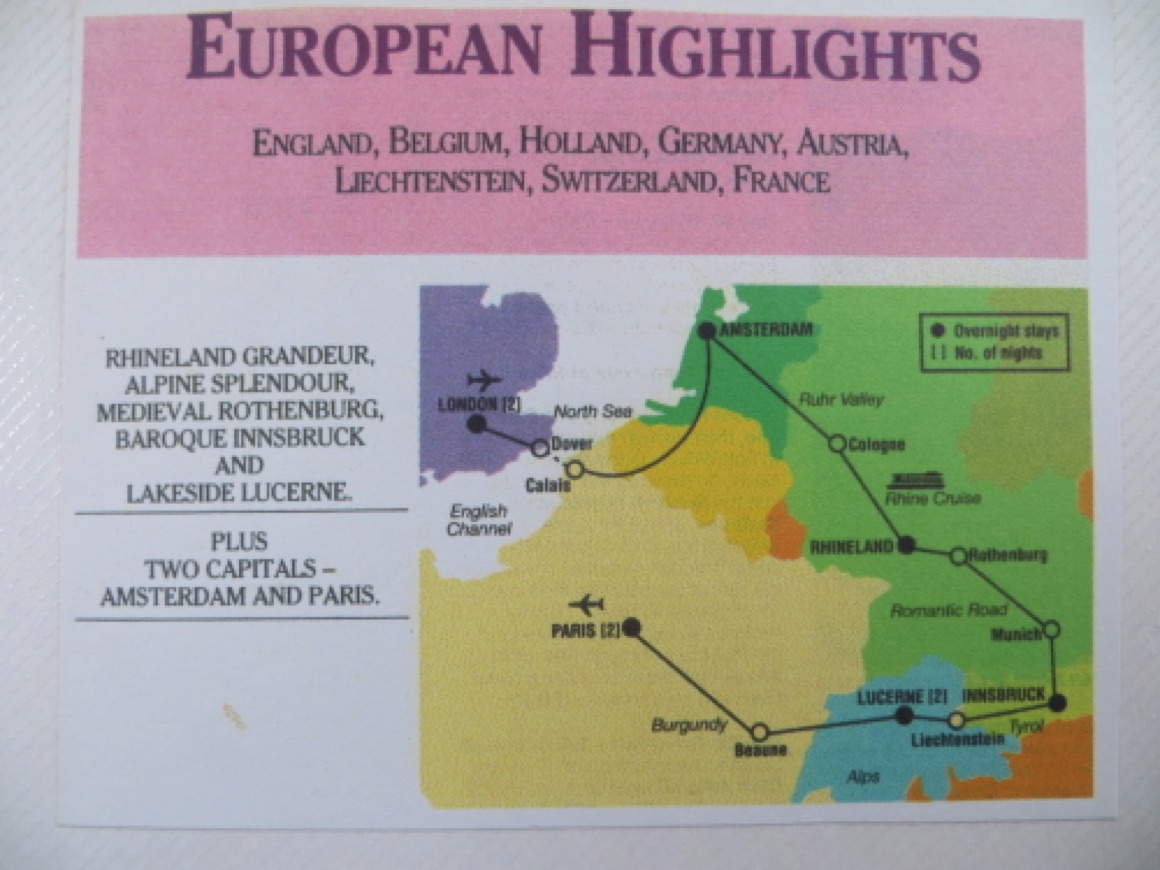 EUROPEAN HIGHLIGHTS
ENGLAND, BELGIUM, HOLLAND, GERMANY, AUSTRIA,
LIECHTENSTEIN, SWITZERLAND, FRANCE
RHINELAND GRANDEUR,
ALPINE SPLENDOUR,
MEDIEVAL ROTHENBURG,
BAROQUE INNSBRUCK
AND
LAKESIDE LUCERNE.
PLUS
TWO CAPITALS –
AMSTERDAM AND PARIS.
AMSTERDAM
Overnight stays
[ ] No. of nights
LONDON [2]
North Sea
Ruhr Valley
Dover
Cologne
Calais
Rhine Cruise
English
Channel
RHINELAND
Rothenburg
Romantic Road
PARIS [2]
Munich
LUCERNE [2]
INNSBRUCK
Burgundy
Tyrol
Liechtenstein
Beaune
Alps